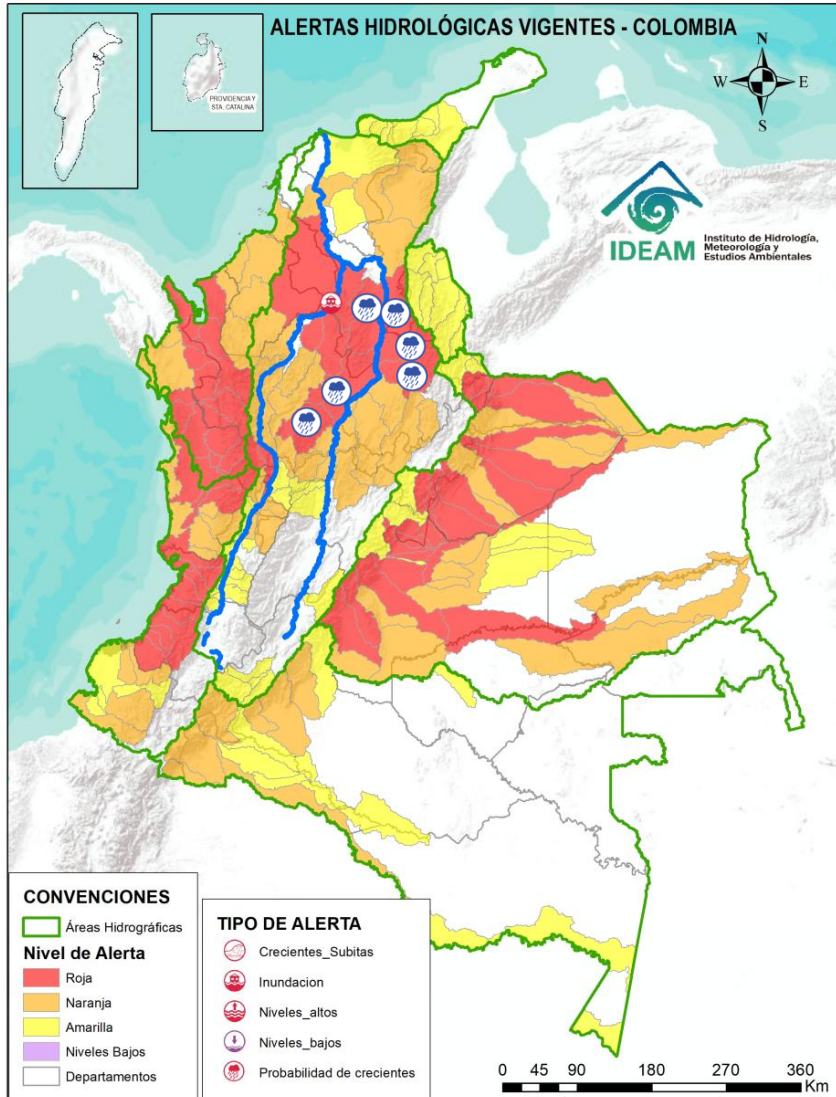 ALERTAS HIDROLÓGICAS VIGENTES - COLOMBIA
PROVIDENCIA Y
STA. CATALINA
N
W
E
S
IDEAM
Instituto de Hidrología,
Meteorología y
Estudios Ambientales
CONVENCIONES
Áreas Hidrográficas
Nivel de Alerta
Roja
Naranja
Amarilla
Niveles Bajos
Departamentos
TIPO DE ALERTA
Crecientes_Subitas
Inundacion
Niveles_altos
Niveles_bajos
Probabilidad de crecientes
0 45 90 180 270 360
Km